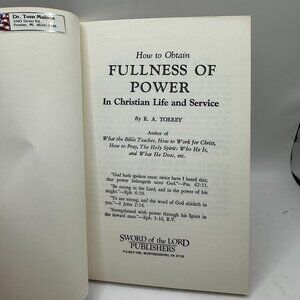 Dr. Tom Malone
How to Obtain
FULLNESS OF
POWER
In Christian Life and Service
By R. A. TORREY
Author of
What the Bible Teaches, How to Work for Christ,
How to Pray, The Holy Spirit: Who He Is,
and What He Does, etc.
"God hath spoken once; twice have I heard this;
that power belongeth unto God."—Psa. 62:11.
"Be strong in the Lord, and in the power of
his might."—Eph. 6:10.
"Ye are strong, and the word of God abideth in
you."—I John 2:14.
"Strengthened with power through his Spirit in
the inward man."—Eph. 3:16, R.V.
SWORD of the LORD
PUBLISHERS
MURFREESBORO, TN 37130